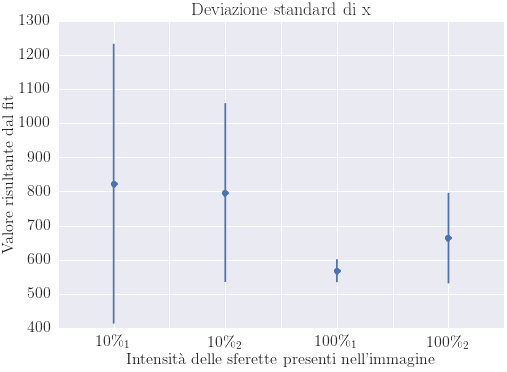 Deviazione standard di x
Valore risultante dal fit
1300
1200
1100
1000
900
800
700
600
500
400
10%₁ 10%₂ 100%₁ 100%₂
Intensità delle sferette presenti nell'immagine